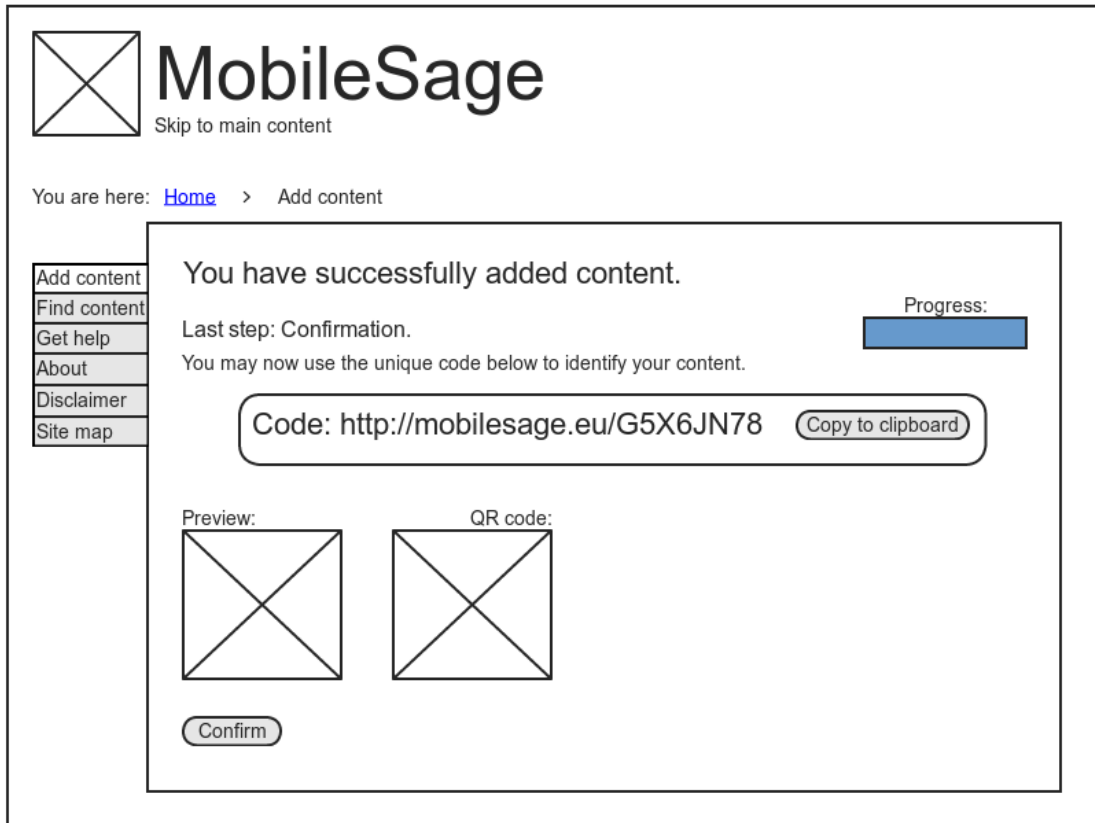 MobileSage
Skip to main content
You are here: Home > Add content
Add content
Find content
Get help
About
Disclaimer
Site map
You have successfully added content.
Progress:
Last step: Confirmation.
You may now use the unique code below to identify your content.
Code: http://mobilesage.eu/G5X6JN78 Copy to clipboard
Preview: QR code:
Confirm